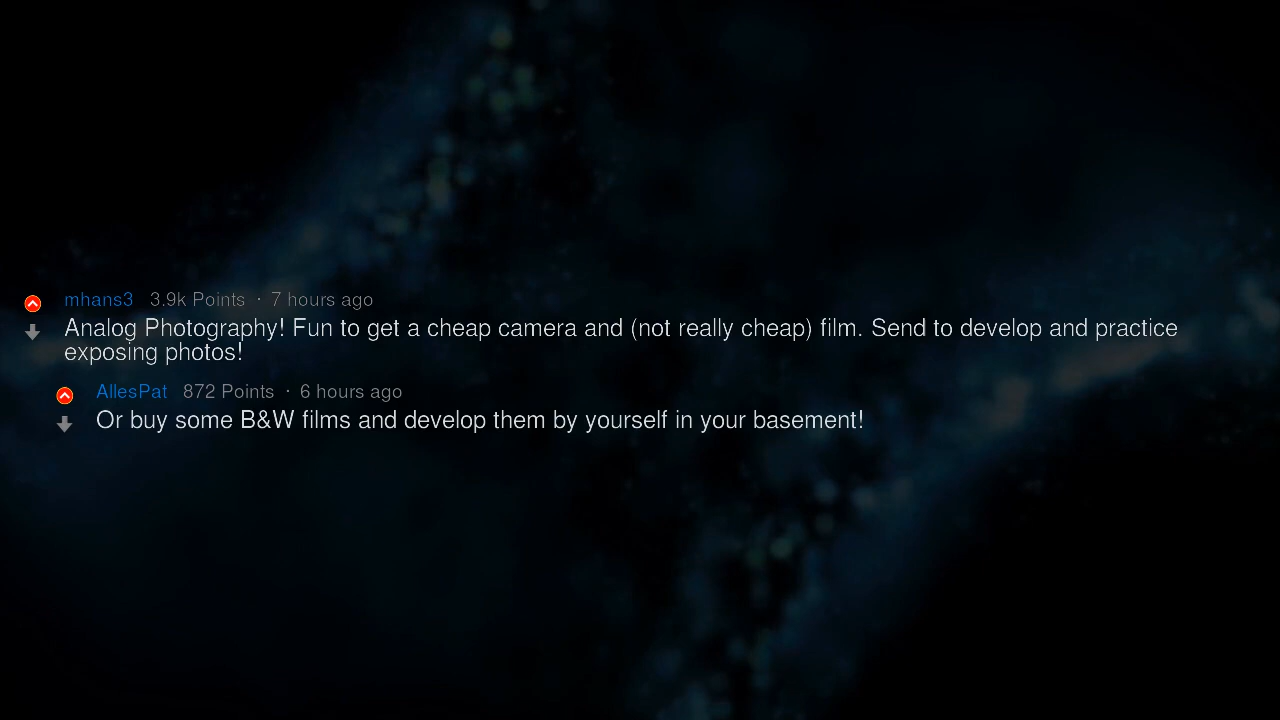 mhans3 3.9k Points · 7 hours ago
Analog Photography! Fun to get a cheap camera and (not really cheap) film. Send to develop and practice
exposing photos!
AllesPat 872 Points · 6 hours ago
Or buy some B&W films and develop them by yourself in your basement!